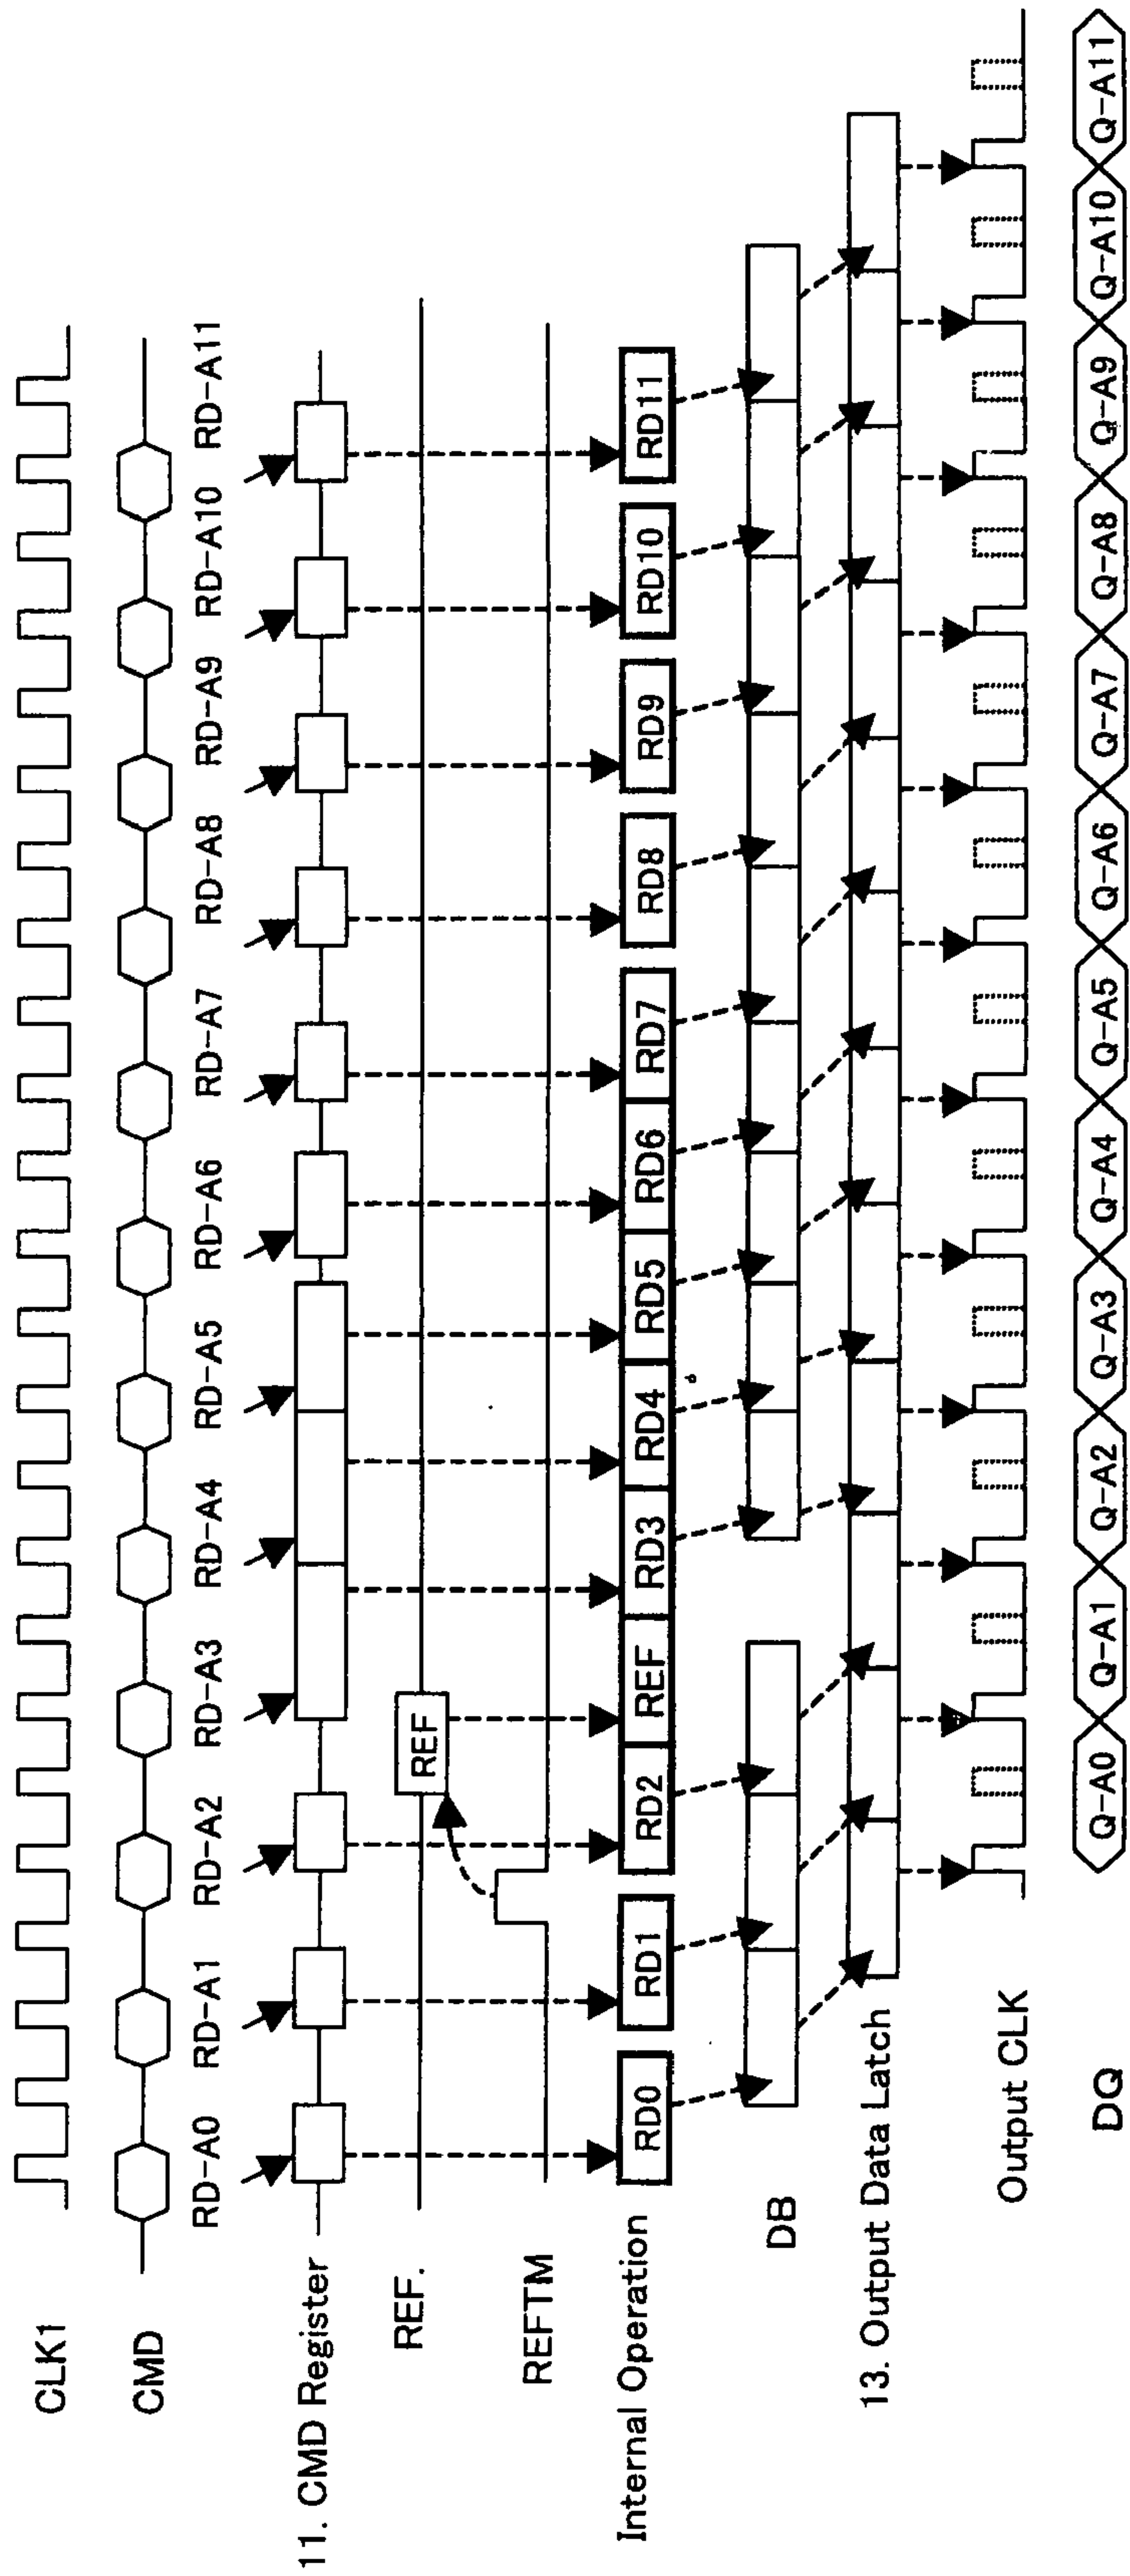 CLK1
CMD
RD-A0 RD-A1 RD-A2 RD-A3 RD-A4 RD-A5 RD-A6 RD-A7 RD-A8 RD-A9 RD-A10 RD-A11
11. CMD Register
REF.
REF
REFTM
Internal Operation
RD0 RD1 RD2 REF RD3 RD4 RD5 RD6 RD7 RD8 RD9 RD10 RD11
DB
13. Output Data Latch
Output CLK
DQ
Q-A0 Q-A1 Q-A2 Q-A3 Q-A4 Q-A5 Q-A6 Q-A7 Q-A8 Q-A9 Q-A10 Q-A11